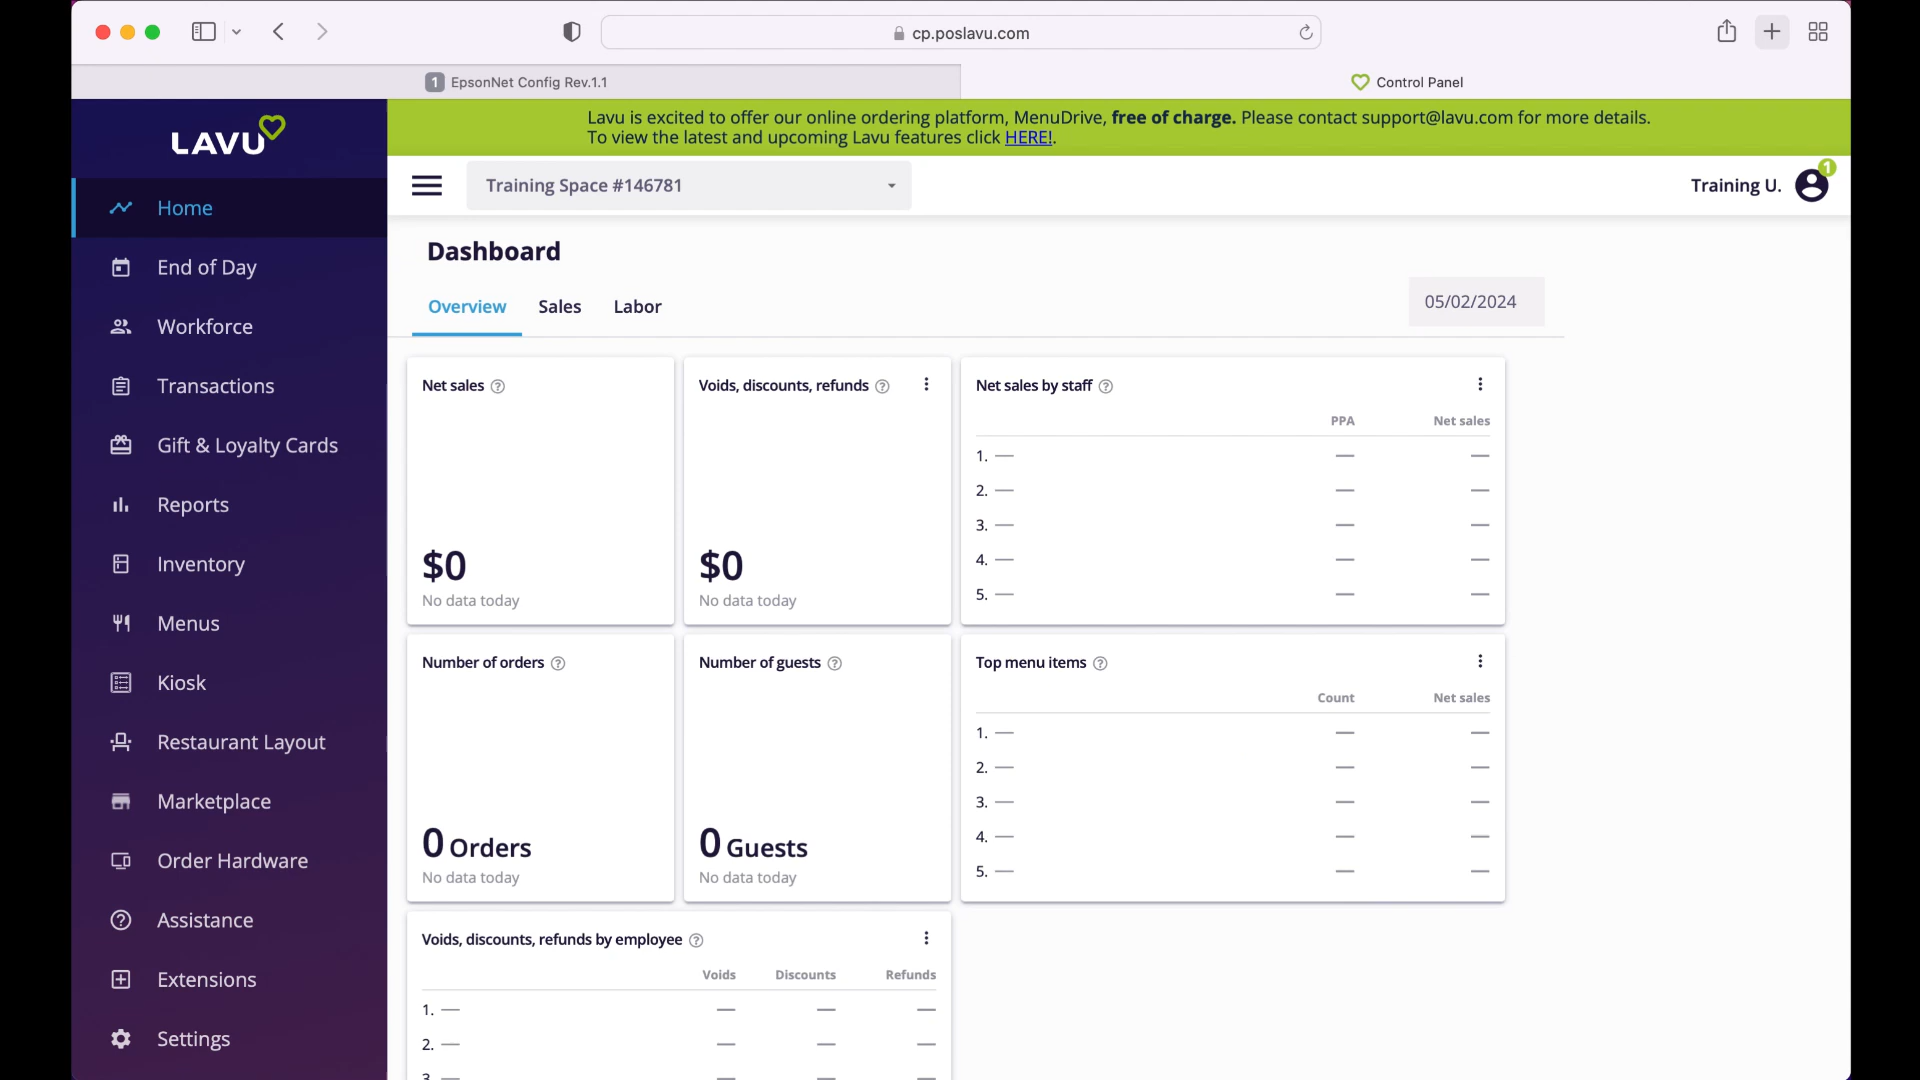 cp.poslavu.com
1 EpsonNet Config Rev.1.1
Control Panel
LAVU
Lavu is excited to offer our online ordering platform, MenuDrive, free of charge. Please contact support@lavu.com for more details.
To view the latest and upcoming Lavu features click HERE!.
Training Space #146781
Training U.
1
Home
End of Day
Workforce
Transactions
Gift & Loyalty Cards
Reports
Inventory
Menus
Kiosk
Restaurant Layout
Marketplace
Order Hardware
Assistance
Extensions
Settings
Dashboard
Overview Sales Labor
05/02/2024
Net sales
$0
No data today
Voids, discounts, refunds
$0
No data today
Net sales by staff
PPA Net sales
1. — — —
2. — — —
3. — — —
4. — — —
5. — — —
Number of orders
0 Orders
No data today
Number of guests
0 Guests
No data today
Top menu items
Count Net sales
1. — — —
2. — — —
3. — — —
4. — — —
5. — — —
Voids, discounts, refunds by employee
Voids Discounts Refunds
1. — — — —
2. — — — —
3. — — — —